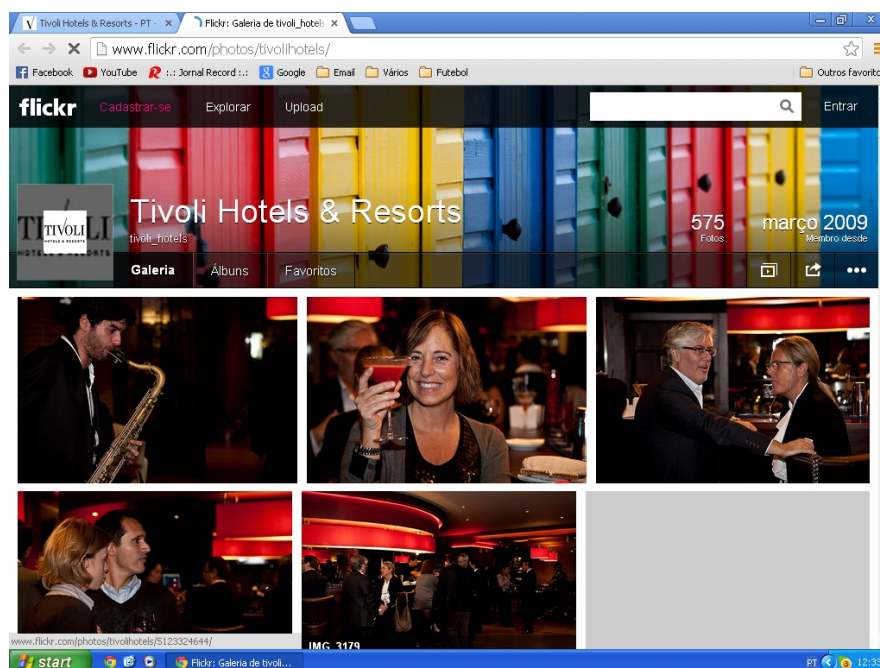 Tivoli Hotels & Resorts - PT -
Flickr: Galeria de tivoli_hotels
www.flickr.com/photos/tivolihotels/
Facebook
YouTube
:.: Jornal Record :.:
Google
Email
Vários
Futebol
Outros favorito
flickr
Cadastrar-se
Explorar
Upload
Entrar
TIVOLI
HOTELS & RESORTS
Tivoli Hotels & Resorts
tivoli_hotels
575
Fotos
março 2009
Membro desde
Galeria
Álbuns
Favoritos
www.flickr.com/photos/tivolihotels/5123324644/
IMG_3179
start
Flickr: Galeria de tivoli...
PT
12:33